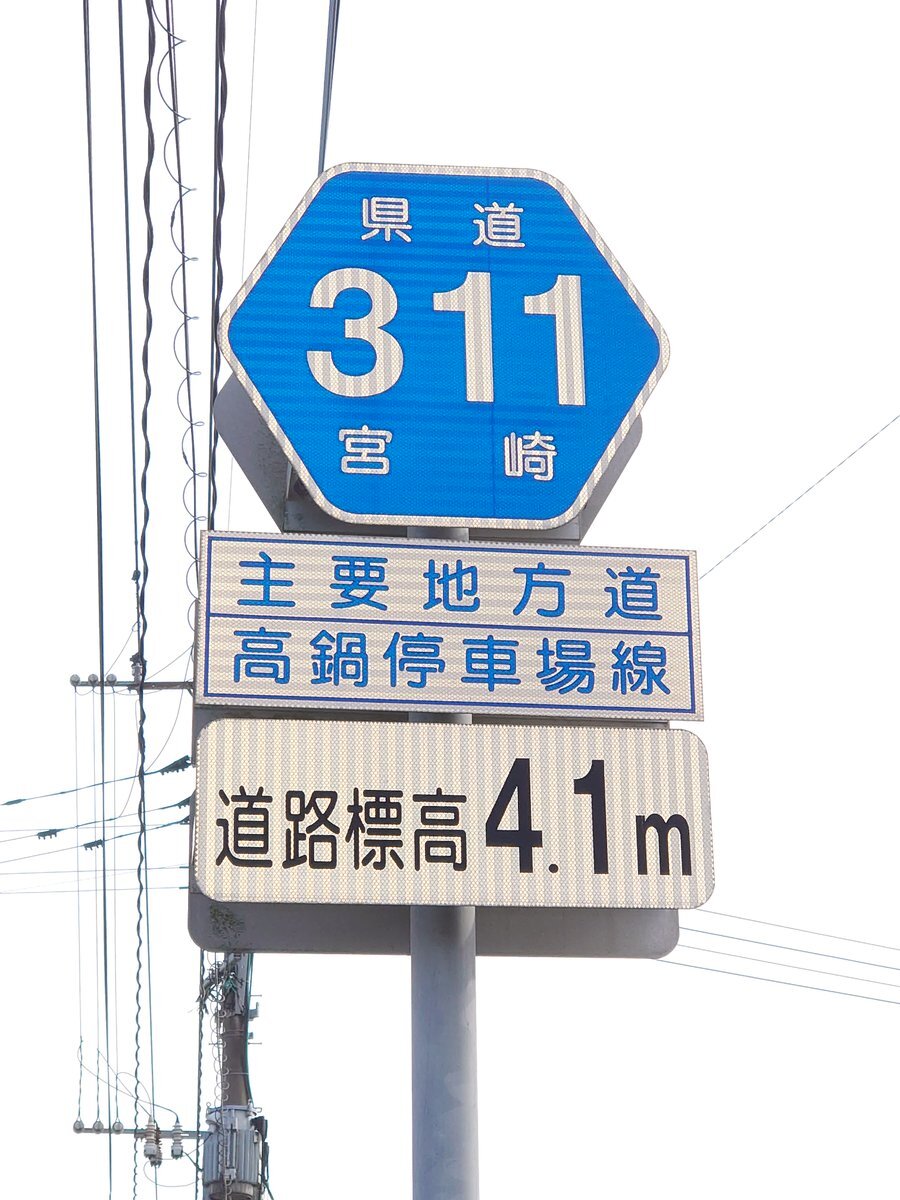 県道
311
宮崎
主要地方道
高鍋停車場線
道路標高4.1m